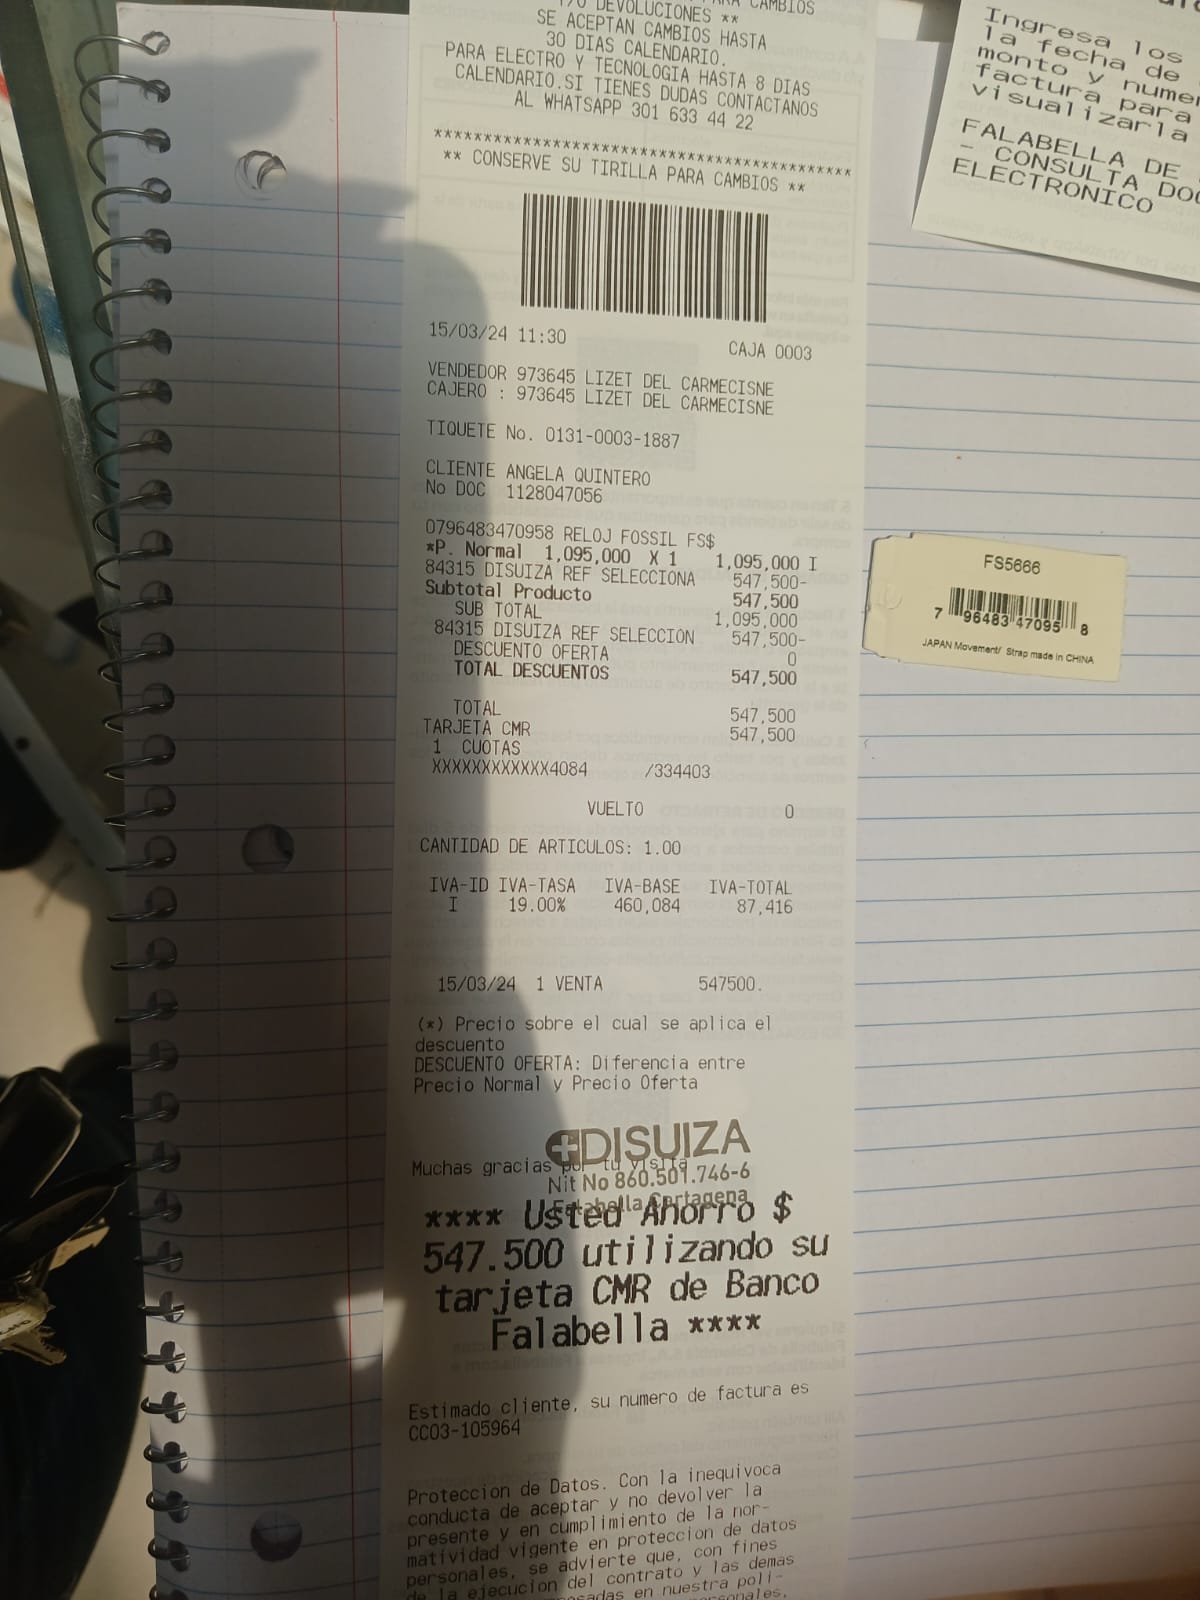 DEVOLUCIONES **
SE ACEPTAN CAMBIOS HASTA
30 DIAS CALENDARIO.
PARA ELECTRO Y TECNOLOGIA HASTA 8 DIAS
CALENDARIO.SI TIENES DUDAS CONTACTANOS
AL WHATSAPP 301 633 44 22
******************************************
** CONSERVE SU TIRILLA PARA CAMBIOS **
15/03/24 11:30 CAJA 0003
VENDEDOR 973645 LIZET DEL CARMECISNE
CAJERO : 973645 LIZET DEL CARMECISNE
TIQUETE No. 0131-0003-1887
CLIENTE ANGELA QUINTERO
No DOC 1128047056
0796483470958 RELOJ FOSSIL FS$
*P. Normal 1,095,000 X 1 1,095,000 I
84315 DISUIZA REF SELECCIONA 547,500-
Subtotal Producto 547,500
SUB TOTAL 1,095,000
84315 DISUIZA REF SELECCION 547,500-
DESCUENTO OFERTA 0
TOTAL DESCUENTOS 547,500
TOTAL 547,500
TARJETA CMR 547,500
1 CUOTAS
XXXXXXXXXXXX4084 /334403
VUELTO 0
CANTIDAD DE ARTICULOS: 1.00
IVA-ID IVA-TASA IVA-BASE IVA-TOTAL
I 19.00% 460,084 87,416
15/03/24 1 VENTA 547500.
(*) Precio sobre el cual se aplica el
descuento
DESCUENTO OFERTA: Diferencia entre
Precio Normal y Precio Oferta
DISUIZA
Muchas gracias por tu visita
Nit No 860.501.746-6
Falabella Cartagena
**** Usted Ahorro $
547.500 utilizando su
tarjeta CMR de Banco
Falabella ****
Estimado cliente, su numero de factura es
CC03-105964
Proteccion de Datos. Con la inequivoca
conducta de aceptar y no devolver la
presente y en cumplimiento de la nor-
matividad vigente en proteccion de datos
personales, se advierte que, con fines
de la ejecucion del contrato y las demas
en nuestra poli-
Ingresa los
la fecha de
monto y
factura para
visualizarla
FALABELLA DE
- CONSULTA
ELECTRONICO
FS5666
7 96483 47095 8
JAPAN Movement/ Strap made in CHINA